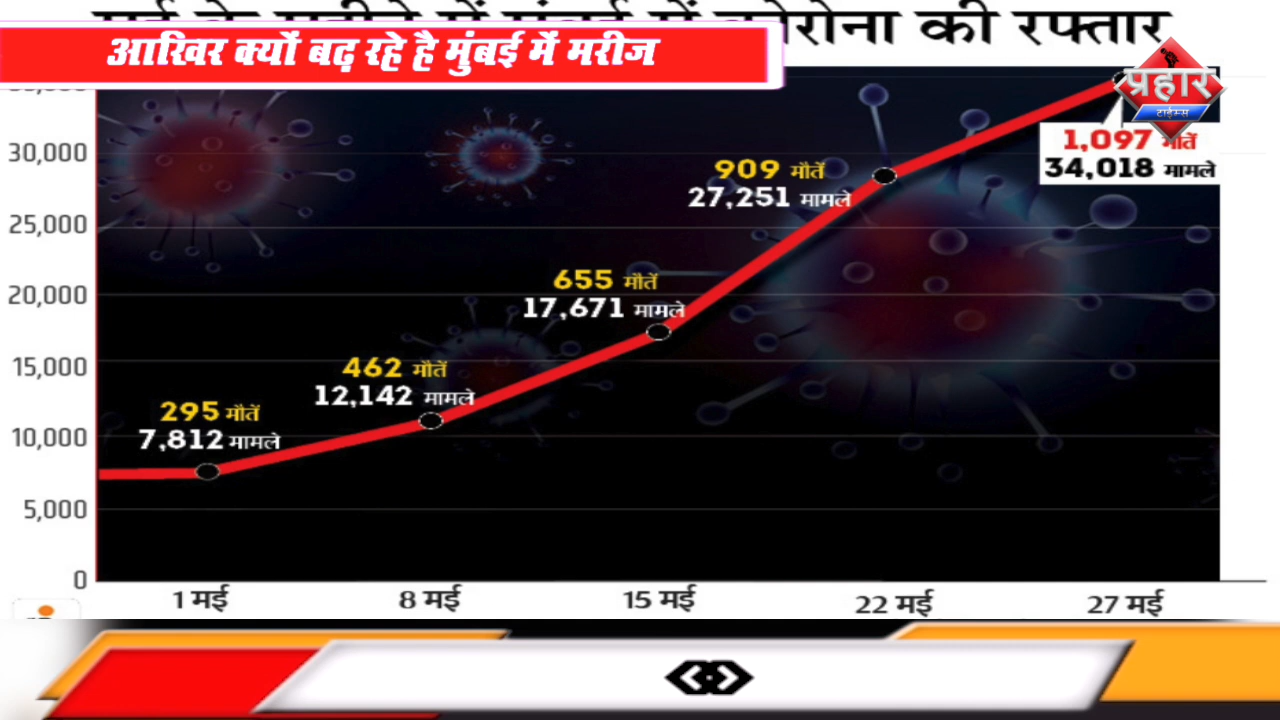 कोरोना की रफ्तार
आखिर क्यों बढ़ रहे है मुंबई में मरीज
प्रहार
टाईम्स
1,097 मौतें
34,018 मामले
30,000
909 मौतें
27,251 मामले
25,000
655 मौतें
17,671 मामले
20,000
462 मौतें
12,142 मामले
15,000
295 मौतें
7,812 मामले
10,000
5,000
0
1 मई 8 मई 15 मई 22 मई 27 मई